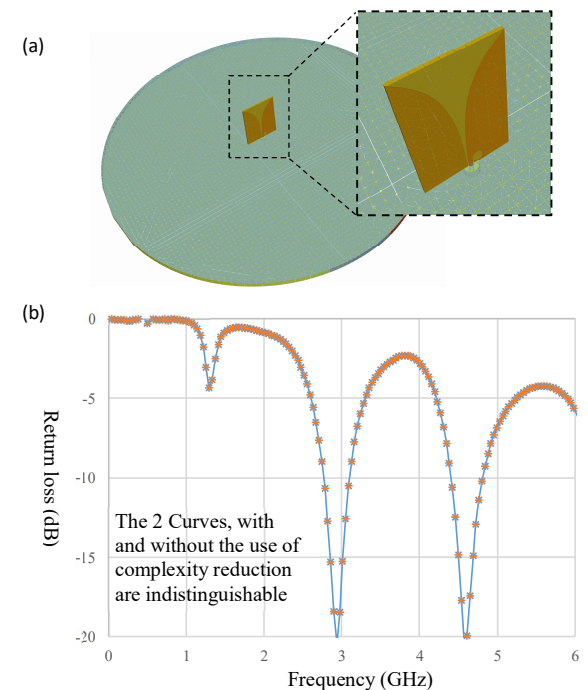 (a)
(b)
0
-5
-10
-15
-20
Return loss (dB)
The 2 Curves, with
and without the use of
complexity reduction
are indistinguishable
0 1 2 3 4 5 6
Frequency (GHz)